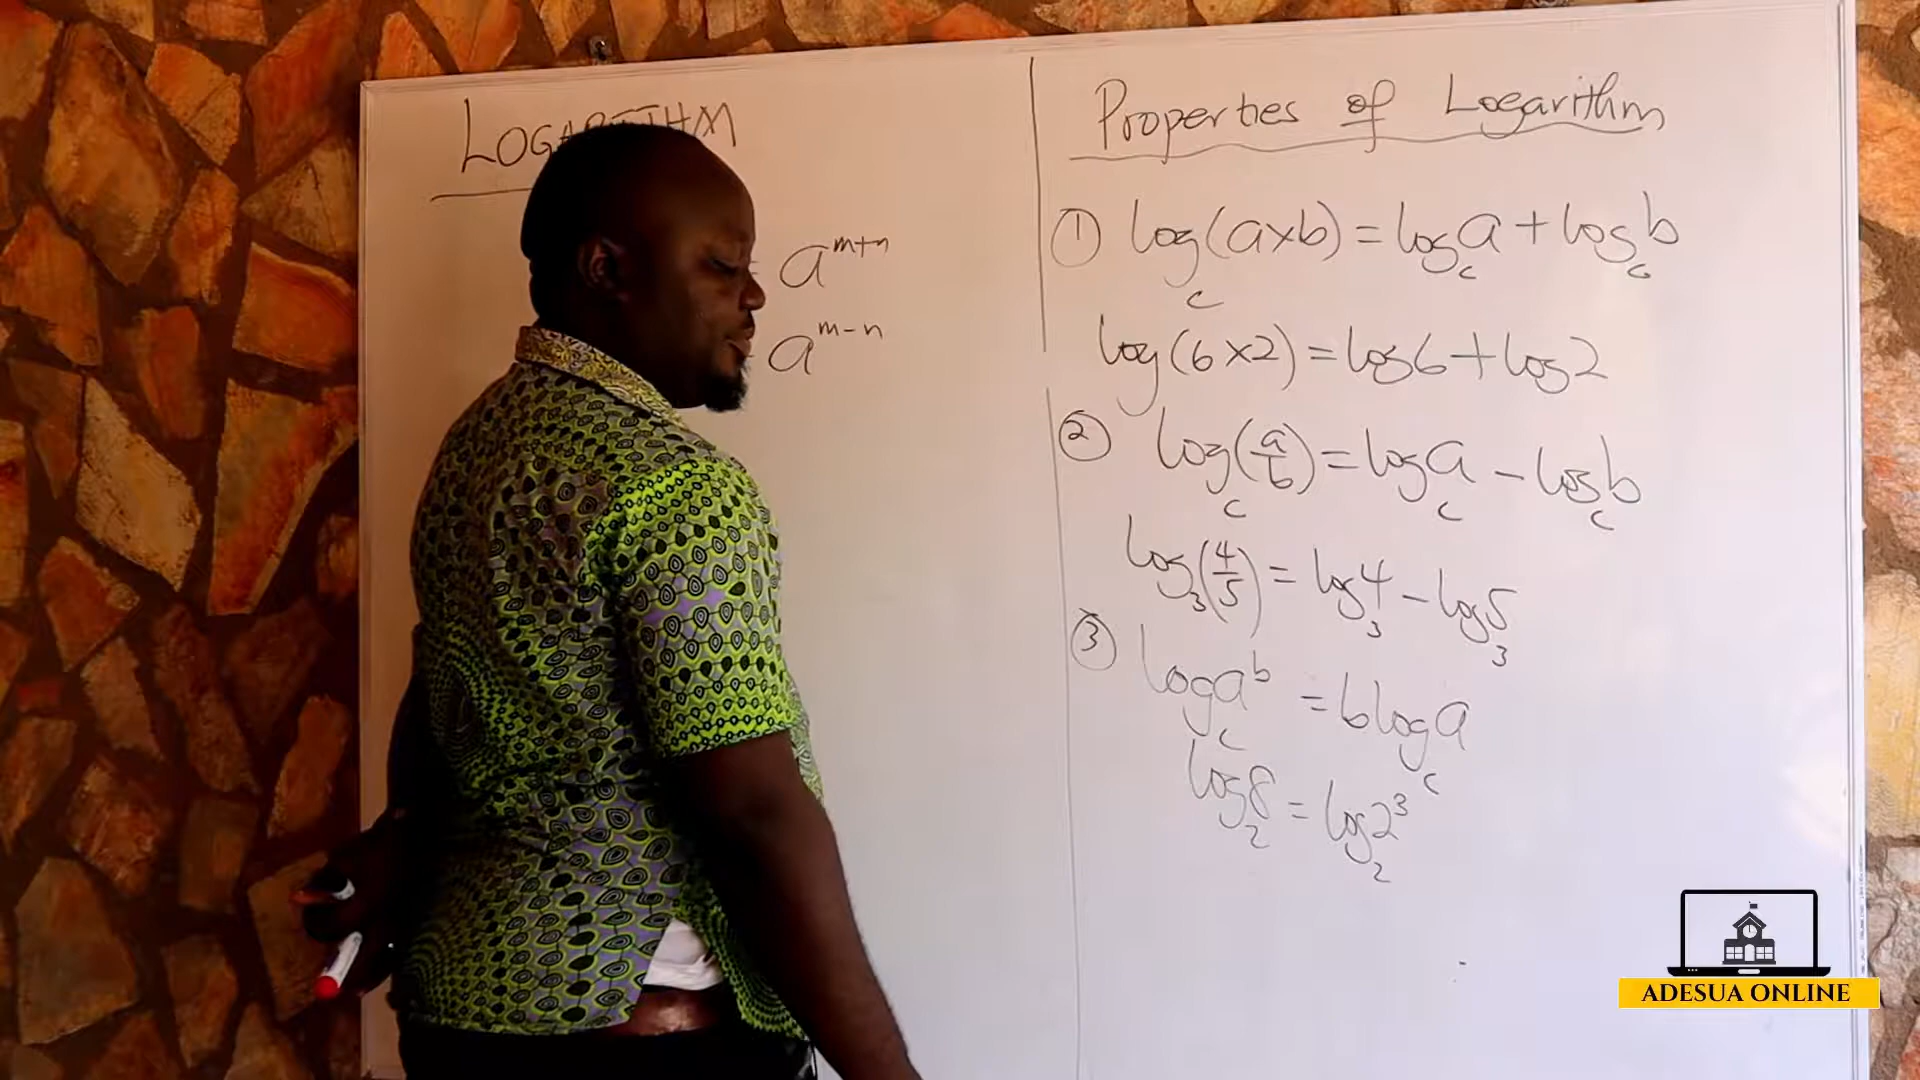 LOGARITHM
= a^{m+n}
= a^{m-n}
Properties of Logarithm
① log_c(a×b) = log_c a + log_c b
log(6×2) = log6 + log2
② log_c(a/b) = log_c a - log_c b
log_3(4/5) = log_3 4 - log_3 5
③ log_c a^b = b log_c a
log_2 8 = log_2 2^3
ADESUA ONLINE